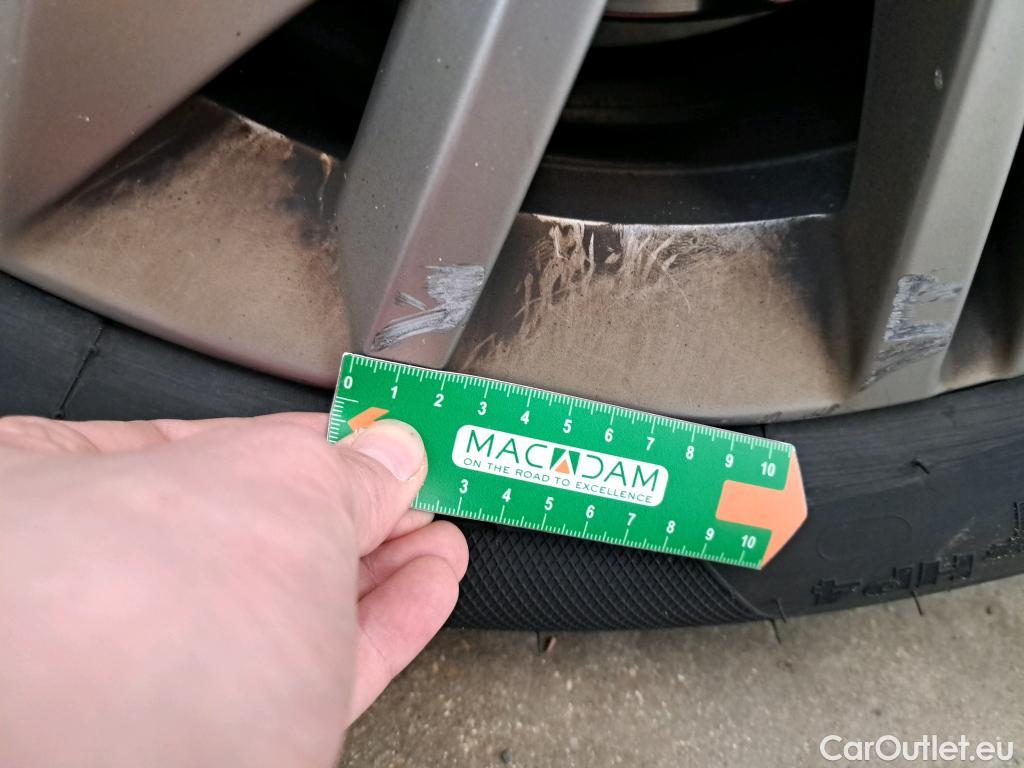 0 1 2 3 4 5 6 7 8 9 10
MACADAM
ON THE ROAD TO EXCELLENCE
3 4 5 6 7 8 9 10
HP4
CarOutlet.eu